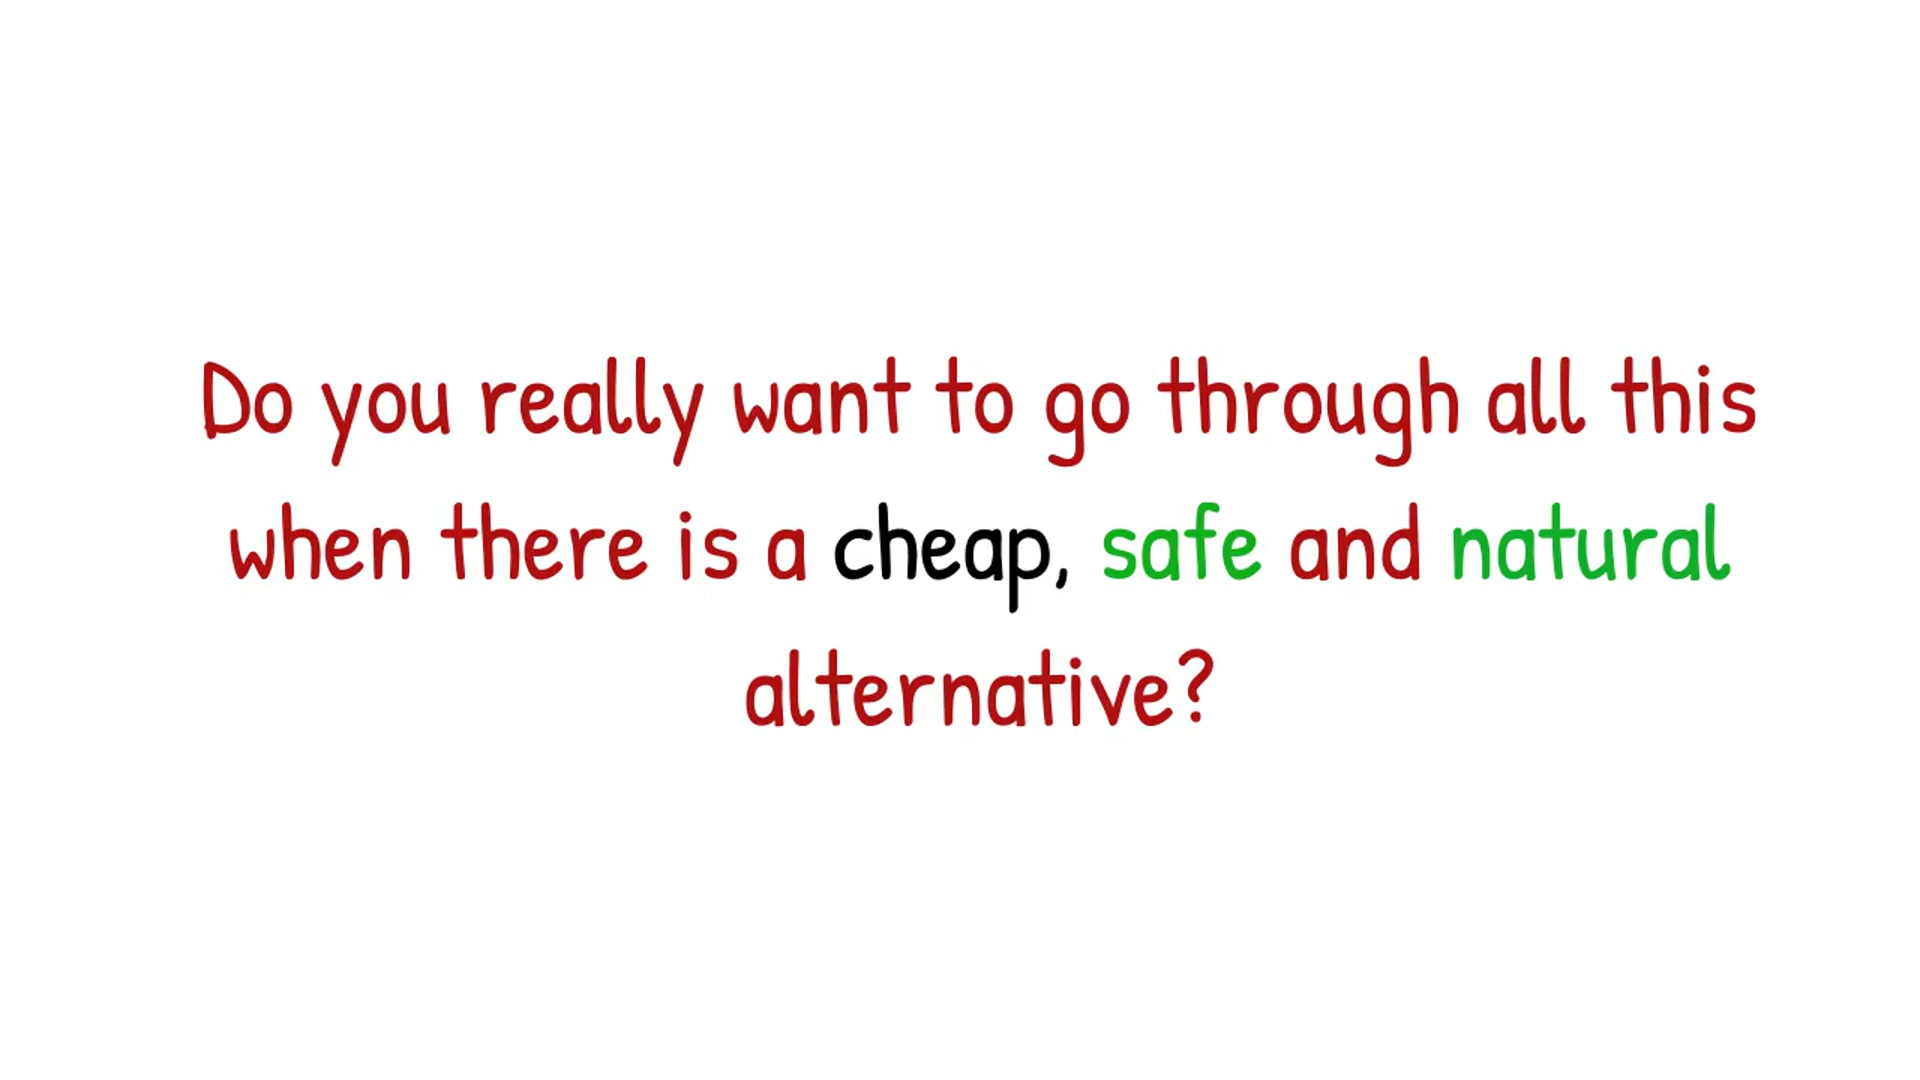 Do you really want to go through all this
when there is a cheap, safe and natural
alternative?